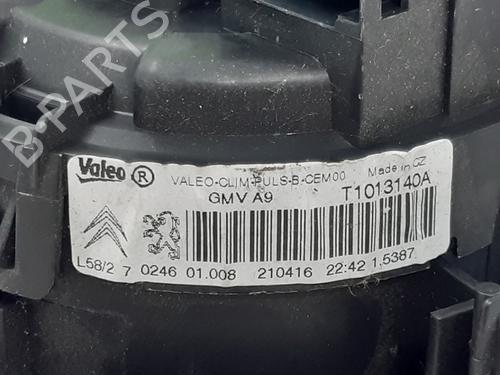 B-PARTS
Valeo ® VALEO-CLIM-PULS-B-CEM00 Made in CZ
GMV A9 T1013140A
L58/2 7 0246 01.008 210416 22:42 1,5387